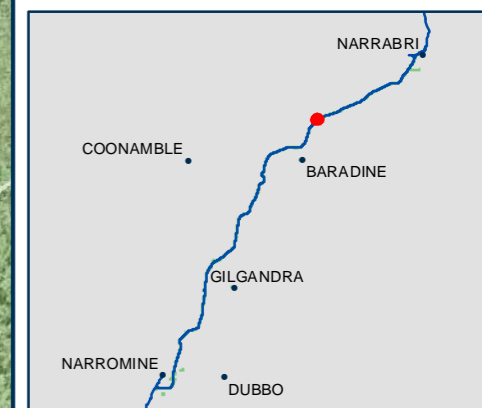 NARRABRI
COONAMBLE
BARADINE
GILGANDRA
NARROMINE
DUBBO